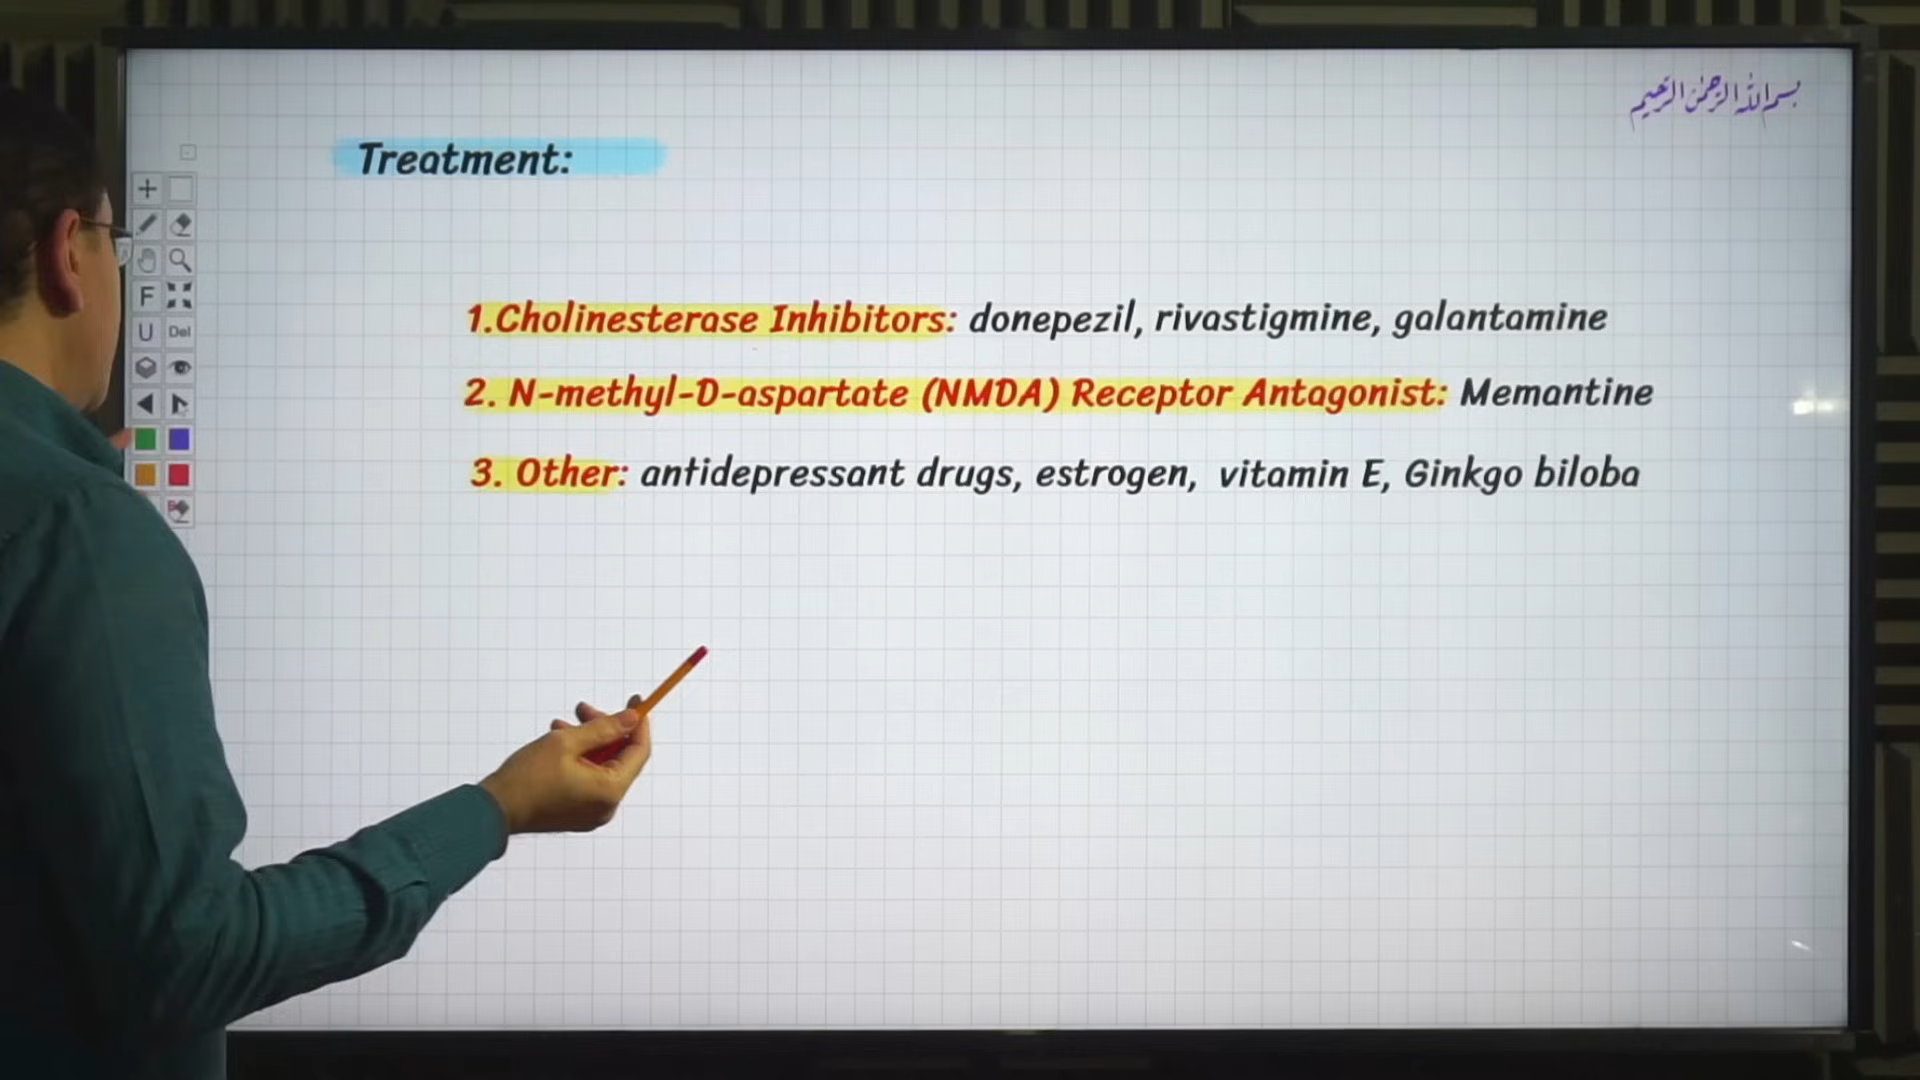 بسم الله الرحمن الرحیم
Treatment:
1.Cholinesterase Inhibitors: donepezil, rivastigmine, galantamine
2. N-methyl-D-aspartate (NMDA) Receptor Antagonist: Memantine
3. Other: antidepressant drugs, estrogen, vitamin E, Ginkgo biloba
F
U Del